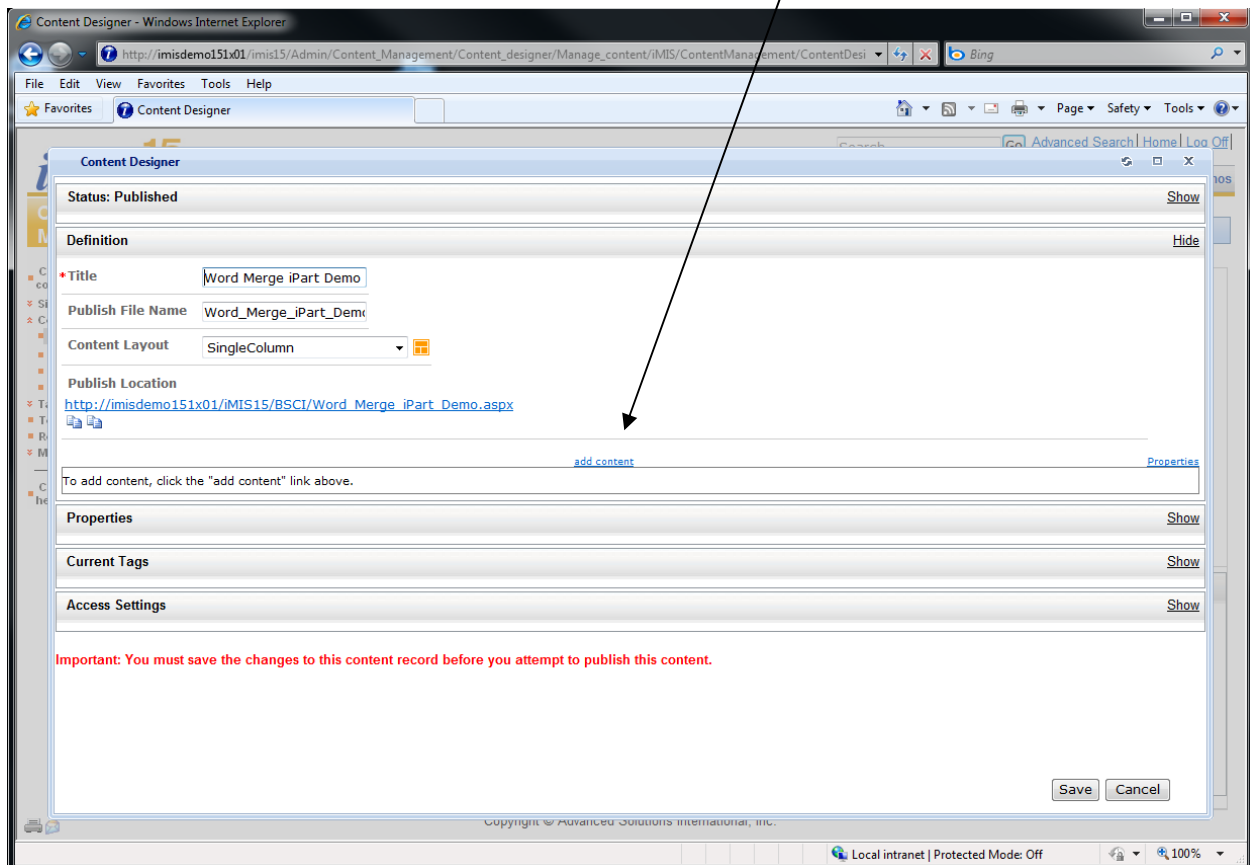 Content Designer - Windows Internet Explorer
http://imisdemo151x01/imis15/Admin/Content_Management/Content_designer/Manage_content/iMIS/ContentManagement/ContentDesi
Bing
File Edit View Favorites Tools Help
Favorites Content Designer Page Safety Tools
Search Go Advanced Search Home Log Off
Content Designer
Status: Published Show
Definition Hide
*Title Word Merge iPart Demo
Publish File Name Word_Merge_iPart_Demo
Content Layout SingleColumn
Publish Location
http://imisdemo151x01/iMIS15/BSCI/Word_Merge_iPart_Demo.aspx
add content Properties
To add content, click the "add content" link above.
Properties Show
Current Tags Show
Access Settings Show
Important: You must save the changes to this content record before you attempt to publish this content.
Save Cancel
Copyright © Advanced Solutions International, Inc.
Local intranet | Protected Mode: Off 100%